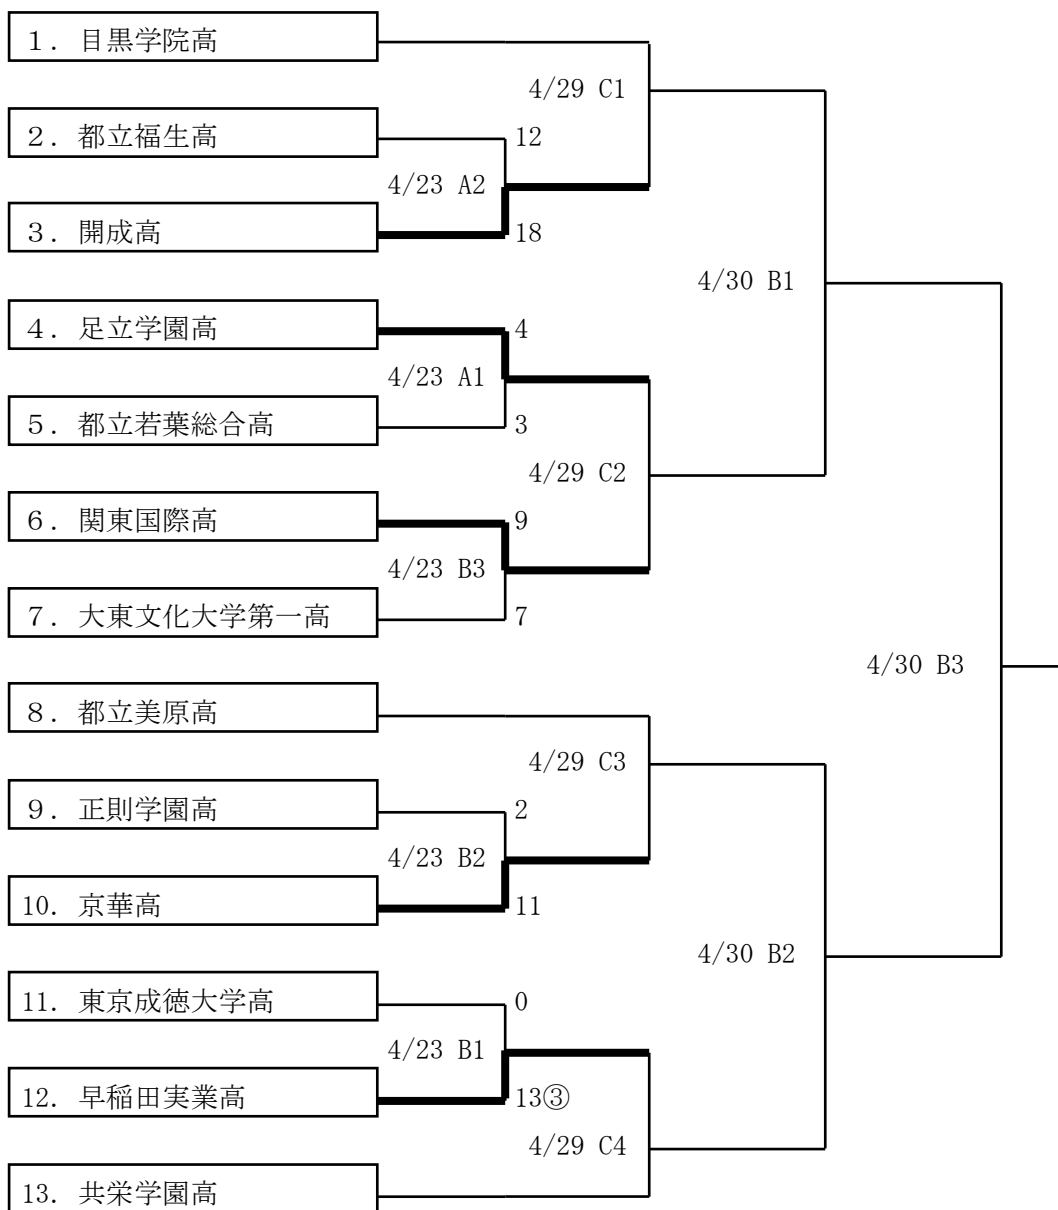 １．目黒学院高
4/29 C1
２．都立福生高
12
4/23 A2
３．開成高
18
4/30 B1
４．足立学園高
4
4/23 A1
５．都立若葉総合高
3
4/29 C2
６．関東国際高
9
4/23 B3
７．大東文化大学第一高
7
4/30 B3
８．都立美原高
4/29 C3
９．正則学園高
2
4/23 B2
10．京華高
11
4/30 B2
11．東京成徳大学高
0
4/23 B1
12．早稲田実業高
13③
4/29 C4
13．共栄学園高